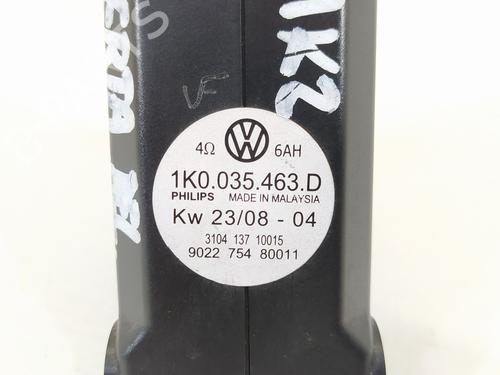 1K2
VF
4Ω 6AH
1K0.035.463.D
PHILIPS MADE IN MALAYSIA
Kw 23/08 - 04
3104 137 10015
9022 754 80011